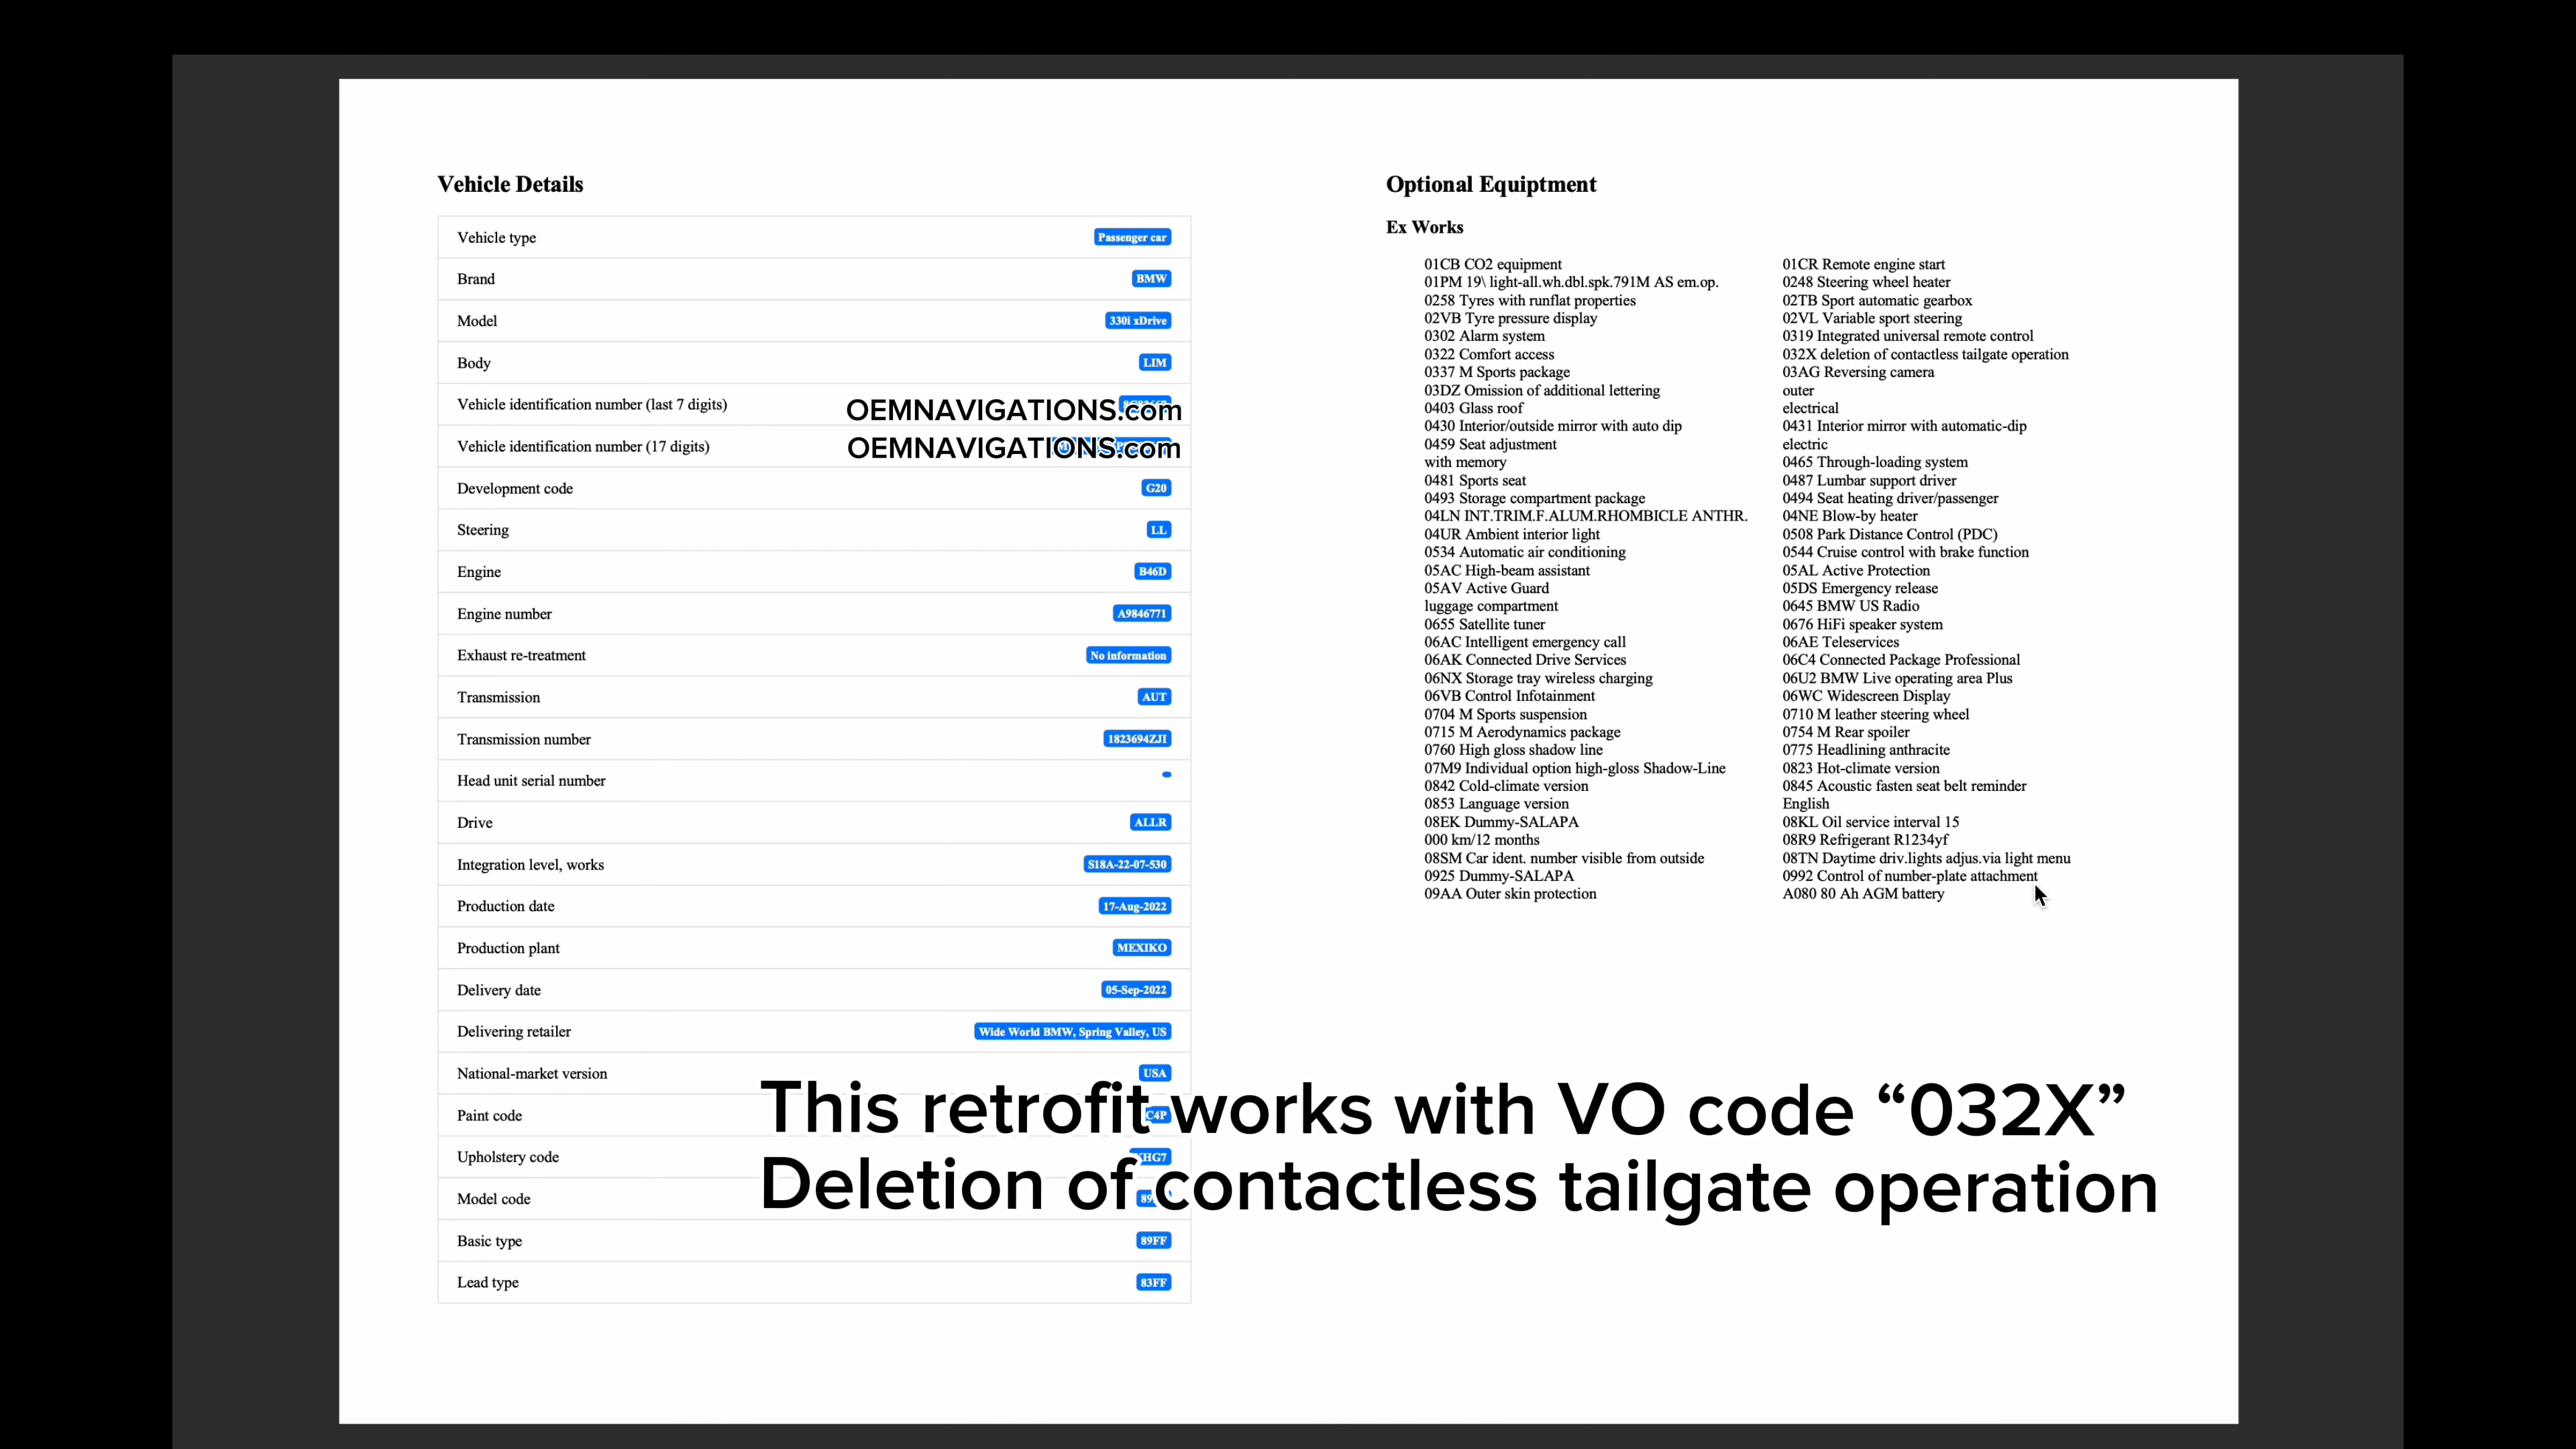 Vehicle Details
Vehicle type Passenger car
Brand BMW
Model 330i xDrive
Body LIM
Vehicle identification number (last 7 digits) OEMNAVIGATIONS.com
Vehicle identification number (17 digits) OEMNAVIGATIONS.com
Development code G20
Steering LL
Engine B46D
Engine number A9846771
Exhaust re-treatment No information
Transmission AUT
Transmission number 1823694ZJI
Head unit serial number
Drive ALLR
Integration level, works S18A-22-07-530
Production date 17-Aug-2022
Production plant MEXIKO
Delivery date 05-Sep-2022
Delivering retailer Wide World BMW, Spring Valley, US
National-market version USA
Paint code C4P
Upholstery code KHG7
Model code
Basic type 89FF
Lead type 83FF
Optional Equiptment
Ex Works
01CB CO2 equipment 01CR Remote engine start
01PM 19\ light-all.wh.dbl.spk.791M AS em.op. 0248 Steering wheel heater
0258 Tyres with runflat properties 02TB Sport automatic gearbox
02VB Tyre pressure display 02VL Variable sport steering
0302 Alarm system 0319 Integrated universal remote control
0322 Comfort access 032X deletion of contactless tailgate operation
0337 M Sports package 03AG Reversing camera
03DZ Omission of additional lettering outer
0403 Glass roof electrical
0430 Interior/outside mirror with auto dip 0431 Interior mirror with automatic-dip
0459 Seat adjustment electric
with memory 0465 Through-loading system
0481 Sports seat 0487 Lumbar support driver
0493 Storage compartment package 0494 Seat heating driver/passenger
04LN INT.TRIM.F.ALUM.RHOMBICLE ANTHR. 04NE Blow-by heater
04UR Ambient interior light 0508 Park Distance Control (PDC)
0534 Automatic air conditioning 0544 Cruise control with brake function
05AC High-beam assistant 05AL Active Protection
05AV Active Guard 05DS Emergency release
luggage compartment 0645 BMW US Radio
0655 Satellite tuner 0676 HiFi speaker system
06AC Intelligent emergency call 06AE Teleservices
06AK Connected Drive Services 06C4 Connected Package Professional
06NX Storage tray wireless charging 06U2 BMW Live operating area Plus
06VB Control Infotainment 06WC Widescreen Display
0704 M Sports suspension 0710 M leather steering wheel
0715 M Aerodynamics package 0754 M Rear spoiler
0760 High gloss shadow line 0775 Headlining anthracite
07M9 Individual option high-gloss Shadow-Line 0823 Hot-climate version
0842 Cold-climate version 0845 Acoustic fasten seat belt reminder
0853 Language version English
08EK Dummy-SALAPA 08KL Oil service interval 15
000 km/12 months 08R9 Refrigerant R1234yf
08SM Car ident. number visible from outside 08TN Daytime driv.lights adjus.via light menu
0925 Dummy-SALAPA 0992 Control of number-plate attachment
09AA Outer skin protection A080 80 Ah AGM battery
This retrofit works with VO code “032X”
Deletion of contactless tailgate operation